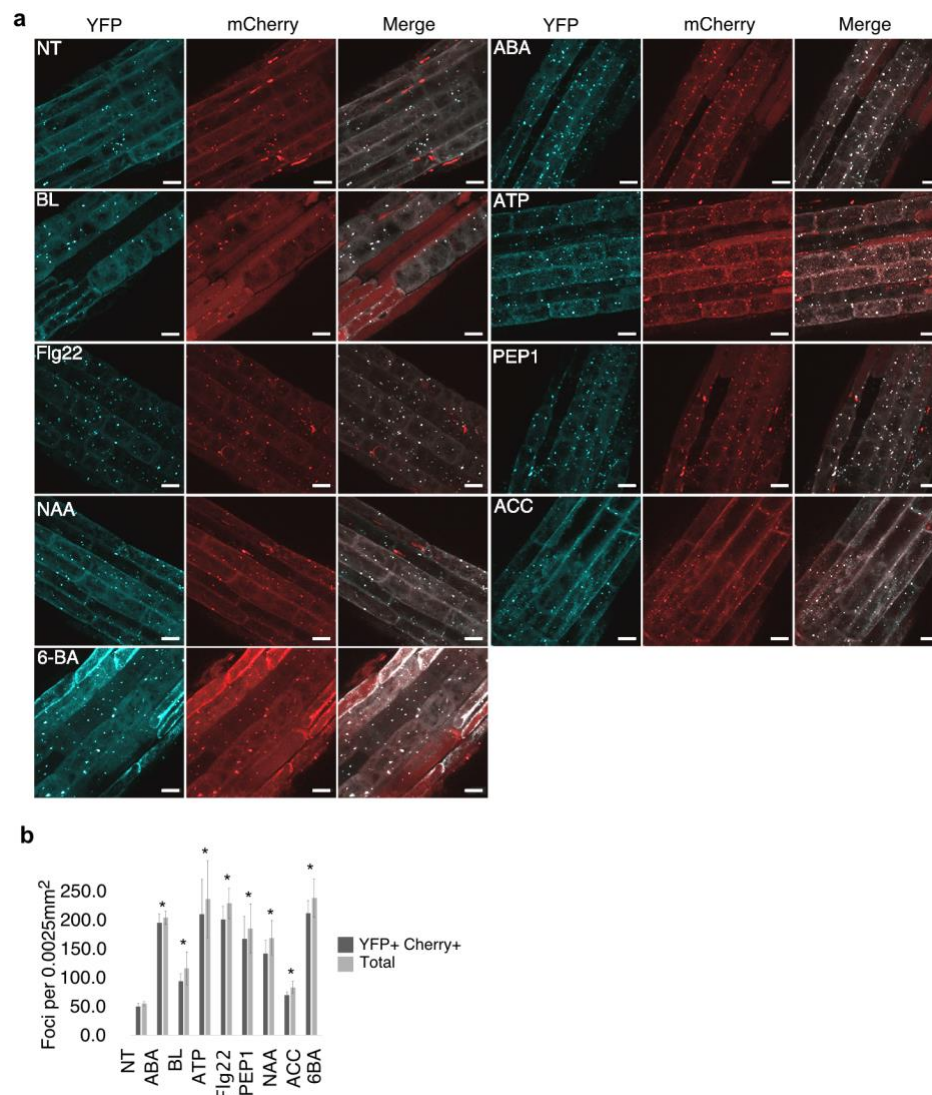 a
YFP mCherry Merge YFP mCherry Merge
NT ABA
BL ATP
Flg22 PEP1
NAA ACC
6-BA
b
Foci per 0.0025mm²
250.0
200.0
150.0
100.0
50.0
0.0
* * * * * * * *
YFP+ Cherry+
Total
NT ABA BL ATP Flg22 PEP1 NAA ACC 6BA